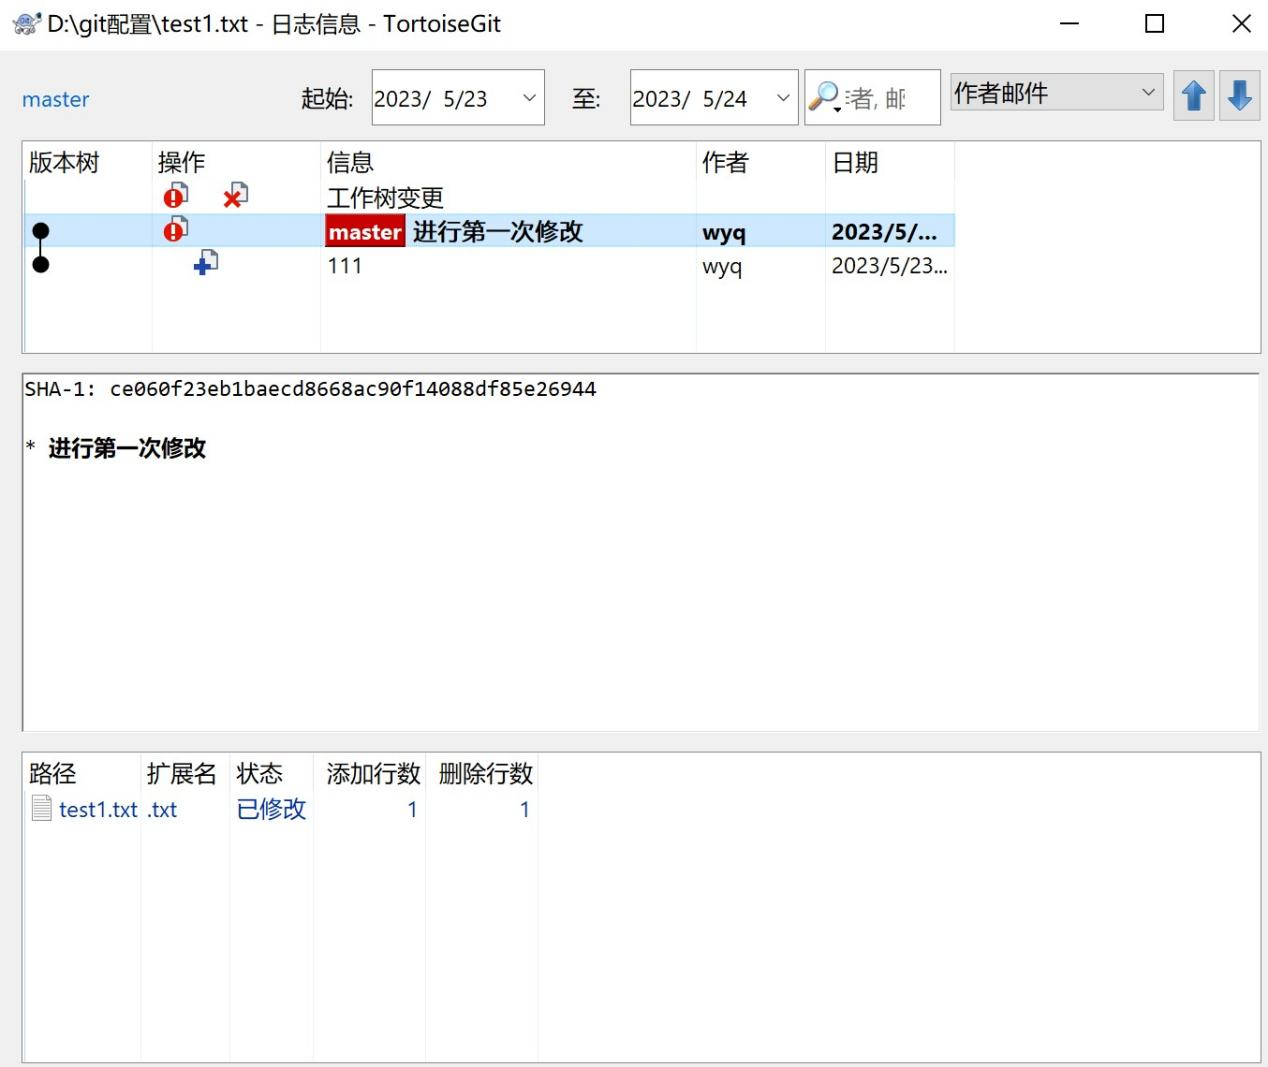 D:\git配置\test1.txt - 日志信息 - TortoiseGit
master 起始: 2023/ 5/23 至: 2023/ 5/24 者, 邮 作者邮件
版本树 操作 信息 作者 日期
工作树变更
master 进行第一次修改 wyq 2023/5/...
111 wyq 2023/5/23...
SHA-1: ce060f23eb1baecd8668ac90f14088df85e26944
* 进行第一次修改
路径 扩展名 状态 添加行数 删除行数
test1.txt .txt 已修改 1 1